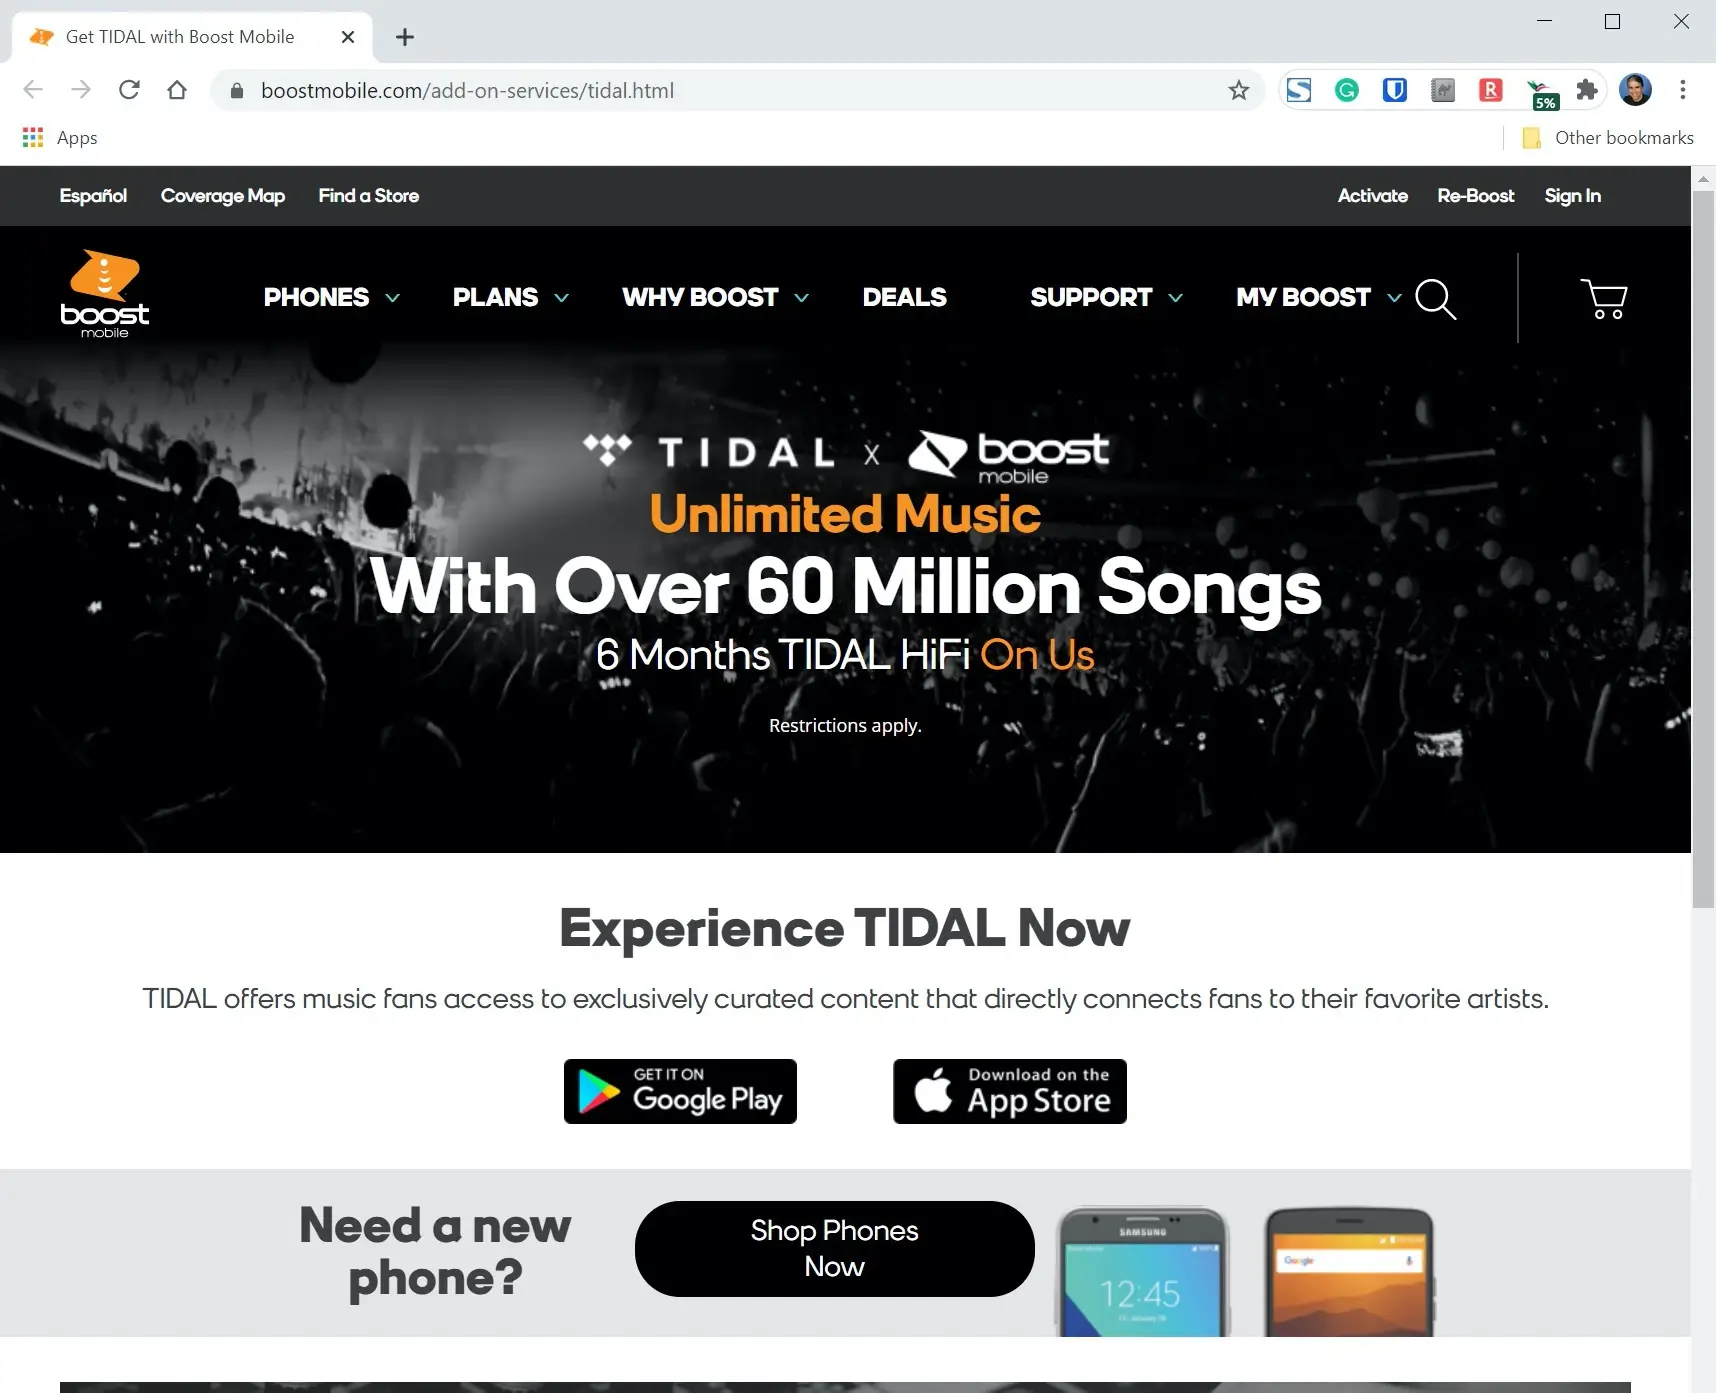 Get TIDAL with Boost Mobile
boostmobile.com/add-on-services/tidal.html
5%
Apps
Other bookmarks
Español Coverage Map Find a Store
Activate Re-Boost Sign In
boost
mobile
PHONES PLANS WHY BOOST DEALS SUPPORT MY BOOST
TIDAL X boost
mobile
Unlimited Music
With Over 60 Million Songs
6 Months TIDAL HiFi On Us
Restrictions apply.
Experience TIDAL Now
TIDAL offers music fans access to exclusively curated content that directly connects fans to their favorite artists.
GET IT ON
Google Play
Download on the
App Store
Need a new
phone?
Shop Phones
Now
SAMSUNG
12:45
Google